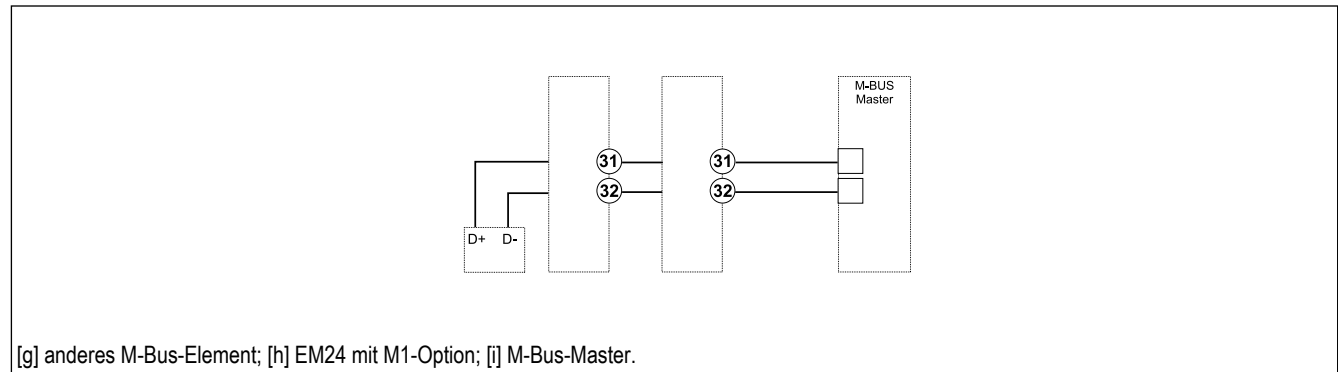 M-BUS
Master
31 31
32 32
D+ D-
[g] anderes M-Bus-Element; [h] EM24 mit M1-Option; [i] M-Bus-Master.